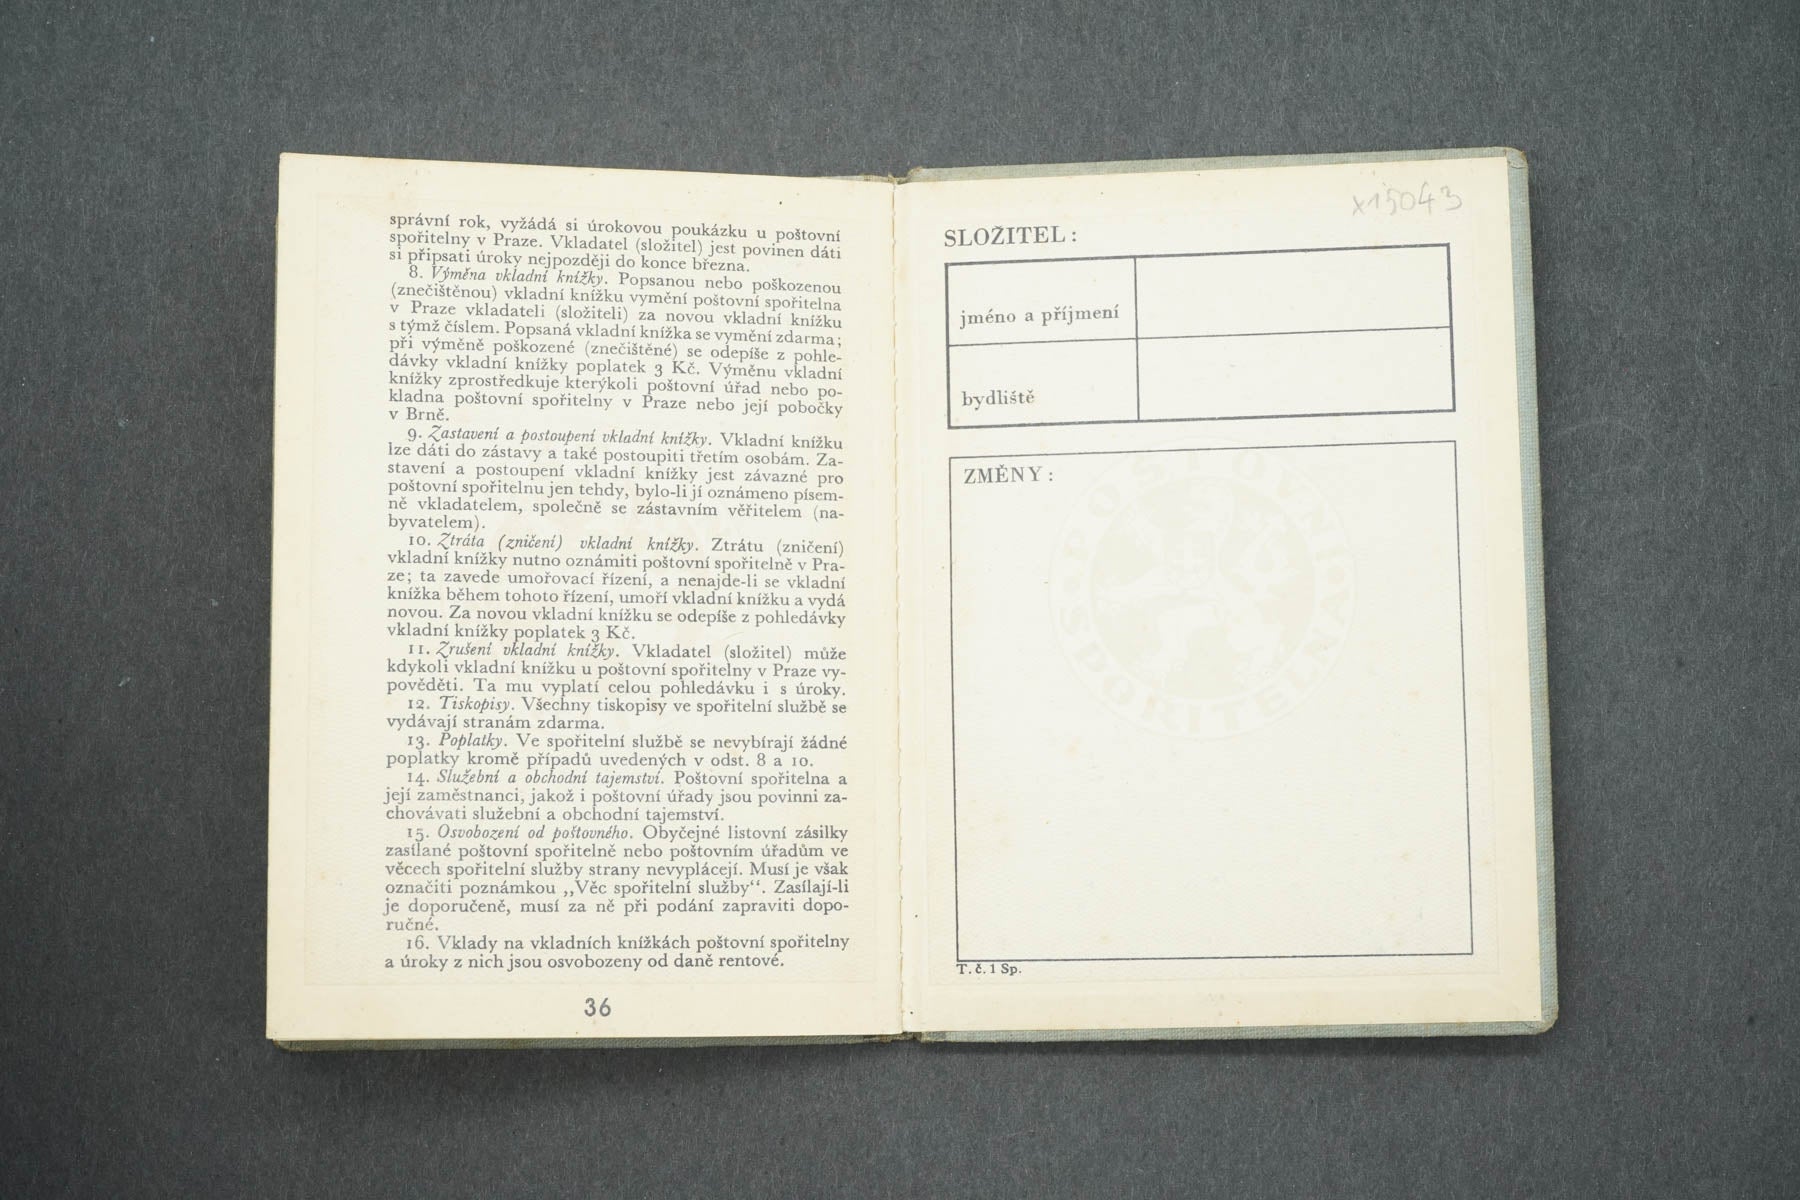 správní rok, vyžádá si úrokovou poukázku u poštovní
spořitelny v Praze. Vkladatel (složitel) jest povinen dáti
si připsati úroky nejpozději do konce března.
8. Výměna vkladní knížky. Popsanou nebo poškozenou
(znečištěnou) vkladní knížku vymění poštovní spořitelna
v Praze vkladateli (složiteli) za novou vkladní knížku
s týmž číslem. Popsaná vkladní knížka se vymění zdarma;
při výměně poškozené (znečištěné) se odepíše z pohle-
dávky vkladní knížky poplatek 3 Kč. Výměnu vkladní
knížky zprostředkuje kterýkoli poštovní úřad nebo po-
kladna poštovní spořitelny v Praze nebo její pobočky
v Brně.
9. Zastavení a postoupení vkladní knížky. Vkladní knížku
lze dáti do zástavy a také postoupiti třetím osobám. Za-
stavení a postoupení vkladní knížky jest závazné pro
poštovní spořitelnu jen tehdy, bylo-li jí oznámeno písem-
ně vkladatelem, společně se zástavním věřitelem (na-
byvatelem).
10. Ztráta (zničení) vkladní knížky. Ztrátu (zničení)
vkladní knížky nutno oznámiti poštovní spořitelně v Pra-
ze; ta zavede umořovací řízení, a nenajde-li se vkladní
knížka během tohoto řízení, umoří vkladní knížku a vydá
novou. Za novou vkladní knížku se odepíše z pohledávky
vkladní knížky poplatek 3 Kč.
11. Zrušení vkladní knížky. Vkladatel (složitel) může
kdykoli vkladní knížku u poštovní spořitelny v Praze vy-
pověděti. Ta mu vyplatí celou pohledávku i s úroky.
12. Tiskopisy. Všechny tiskopisy ve spořitelní službě se
vydávají stranám zdarma.
13. Poplatky. Ve spořitelní službě se nevybírají žádné
poplatky kromě případů uvedených v odst. 8 a 10.
14. Služební a obchodní tajemství. Poštovní spořitelna a
její zaměstnanci, jakož i poštovní úřady jsou povinni za-
chovávati služební a obchodní tajemství.
15. Osvobození od poštovného. Obyčejné listovní zásilky
zasílané poštovní spořitelně nebo poštovním úřadům ve
věcech spořitelní služby strany nevyplácejí. Musí je však
označiti poznámkou „Věc spořitelní služby“. Zasílají-li
je doporučeně, musí za ně při podání zapraviti dopo-
ručné.
16. Vklady na vkladních knížkách poštovní spořitelny
a úroky z nich jsou osvobozeny od daně rentové.
36
x15043
SLOŽITEL:
jméno a příjmení
bydliště
ZMĚNY:
POŠTOVNÍ
SPOŘITELNA
T. č. 1 Sp.